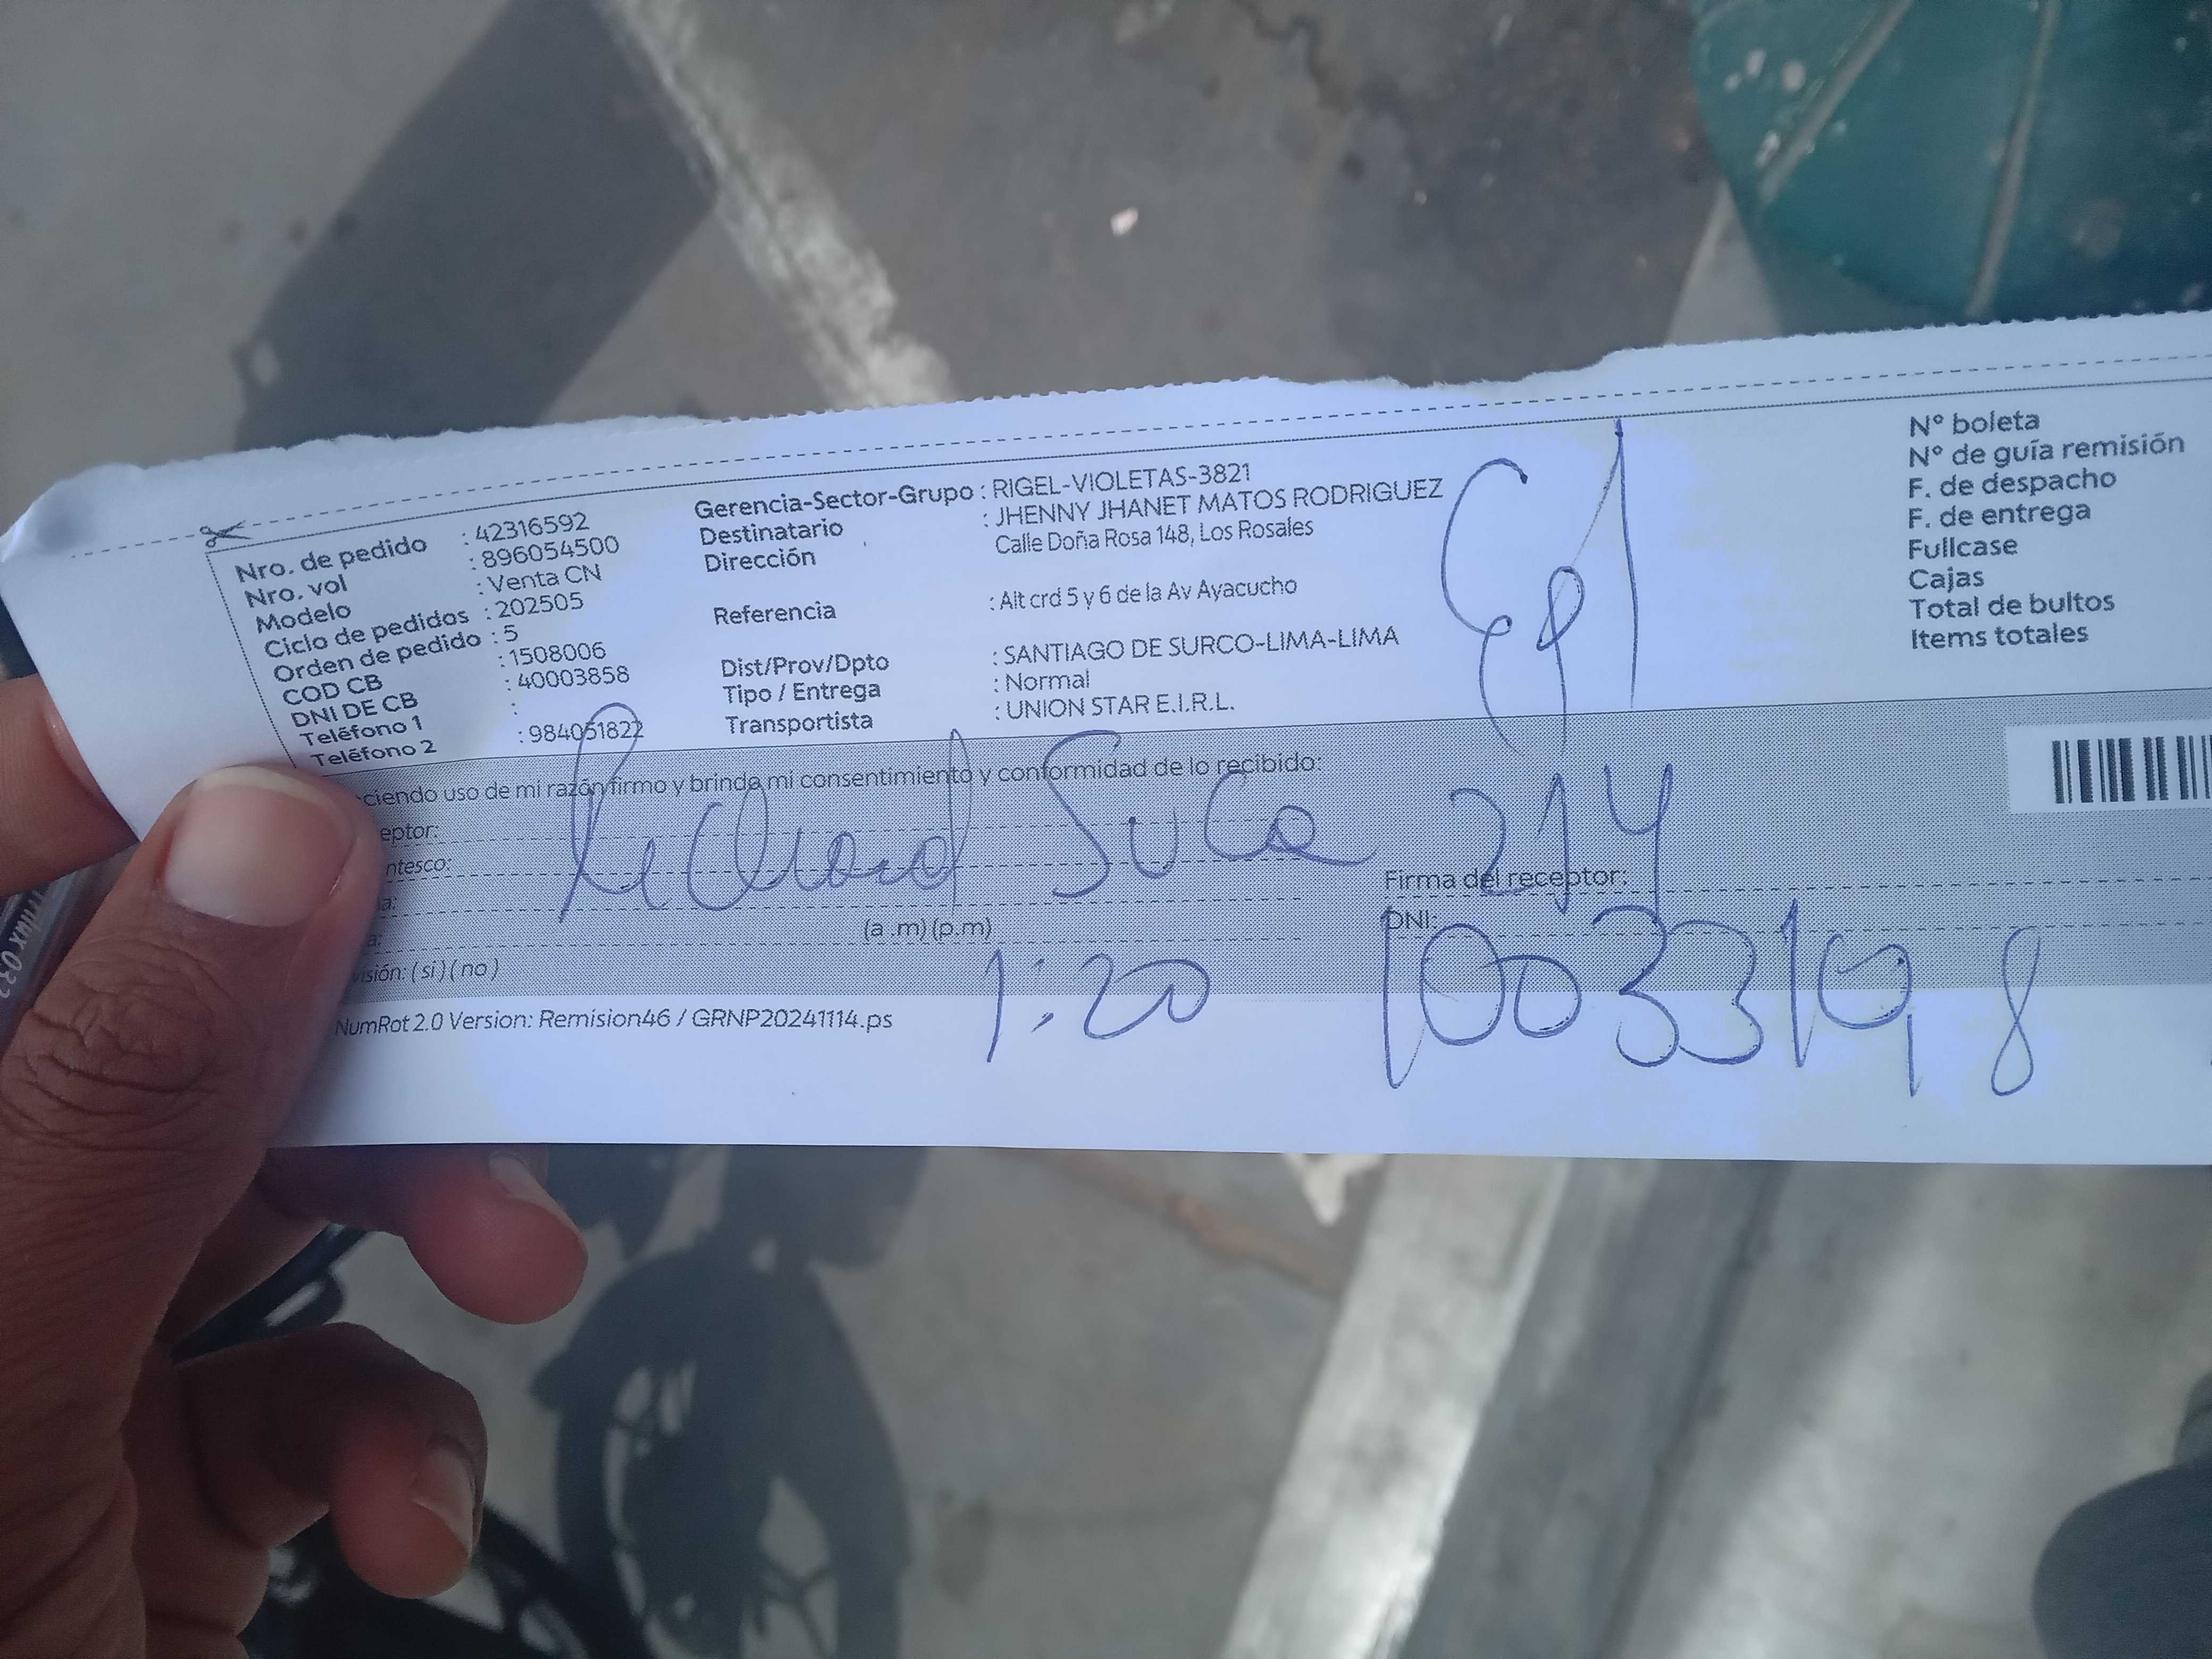 Nro. de pedido : 42316592
Nro. vol : 896054500
Modelo : Venta CN
Ciclo de pedidos : 202505
Orden de pedido : 5
COD CB : 1508006
DNI DE CB : 40003858
Teléfono 1 :
Teléfono 2 : 984051822
Gerencia-Sector-Grupo : RIGEL-VIOLETAS-3821
Destinatario : JHENNY JHANET MATOS RODRIGUEZ
Dirección Calle Doña Rosa 148, Los Rosales
Referencia : Alt crd 5 y 6 de la Av Ayacucho
Dist/Prov/Dpto : SANTIAGO DE SURCO-LIMA-LIMA
Tipo / Entrega : Normal
Transportista : UNION STAR E.I.R.L.
Nº boleta
Nº de guía remisión
F. de despacho
F. de entrega
Fullcase
Cajas
Total de bultos
Items totales
ciendo uso de mi razón firmo y brindo mi consentimiento y conformidad de lo recibido:
eptor:
ntesco:
a:
a: (a .m) (p.m)
isión: ( si ) ( no )
214
Firma del receptor:
DNI:
1:20
NumRot 2.0 Version: Remision46 / GRNP20241114.ps